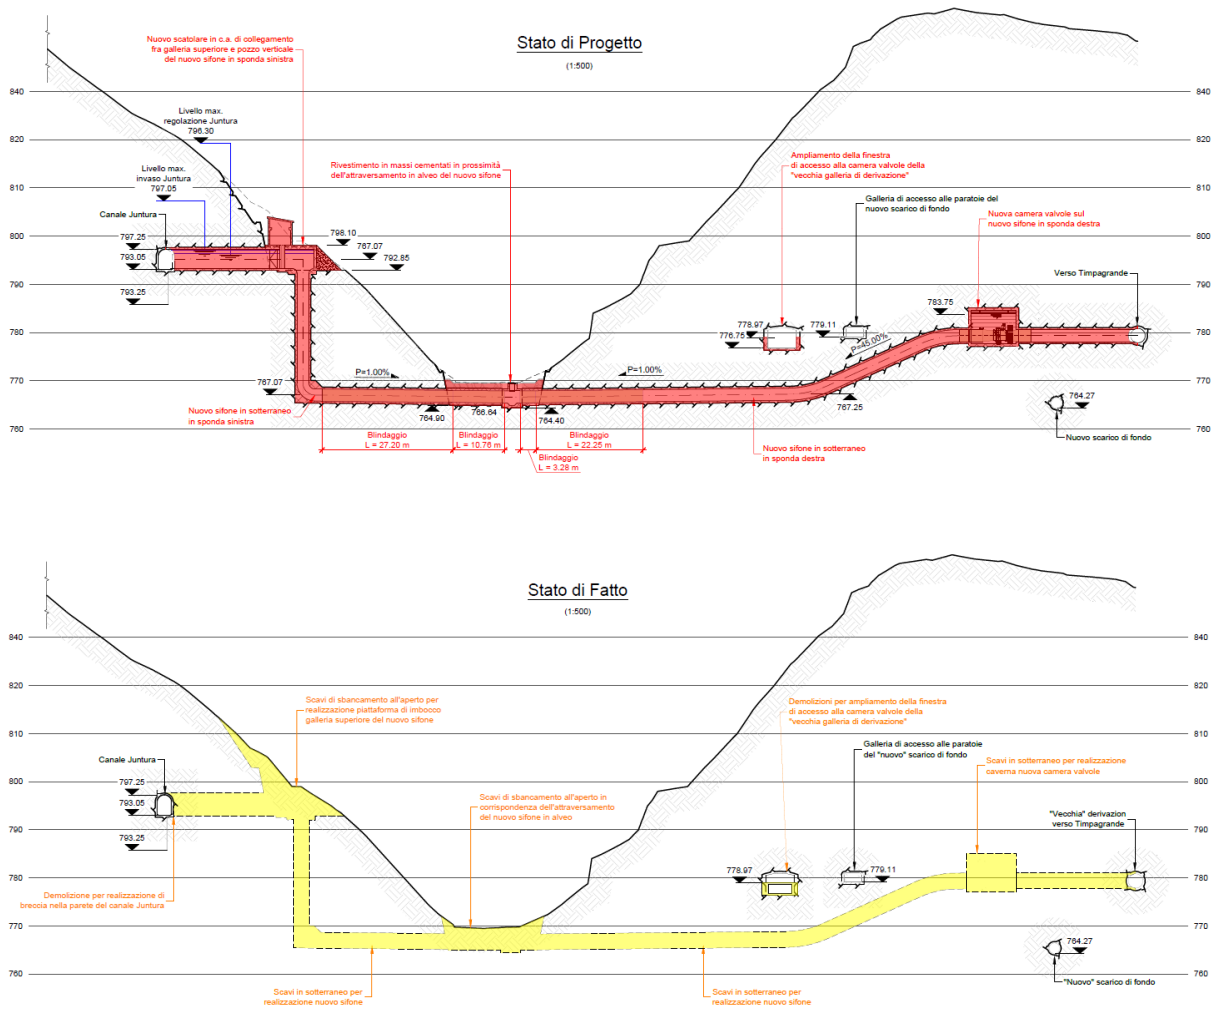 Stato di Progetto
(1:500)
Nuovo scatolare in c.a. di collegamento
fra galleria superiore e pozzo verticale
del nuovo sifone in sponda sinistra
840
840
Livello max.
regolazione Juntura
796.30
820
820
Livello max.
invaso Juntura
797.05
Rivestimento in massi cementati in prossimità
dell'attraversamento in alveo del nuovo sifone
Ampliamento della finestra
di accesso alla camera valvole della
"vecchia galleria di derivazione"
810
810
Galleria di accesso alle paratoie del
nuovo scarico di fondo
Nuova camera valvole sul
nuovo sifone in sponda destra
Canale Juntura
800
800
797.25
798.10
767.07
793.05
792.85
793.25
Verso Timpagrande
790
790
783.75
778.97
779.11
776.75
780
780
P=45.00%
P=1.00%
P=1.00%
770
770
767.07
767.25
764.27
Nuovo sifone in sotterraneo
in sponda sinistra
764.90
766.64
764.40
760
760
Nuovo scarico di fondo
Blindaggio
L = 27.20 m
Blindaggio
L = 10.76 m
Blindaggio
L = 22.25 m
Blindaggio
L = 3.28 m
Nuovo sifone in sotterraneo
in sponda destra
Stato di Fatto
(1:500)
840
840
820
820
Scavi di sbancamento all'aperto per
realizzazione piattaforma di imbocco
galleria superiore del nuovo sifone
Demolizioni per ampliamento della finestra
di accesso alla camera valvole della
"vecchia galleria di derivazione"
810
810
Canale Juntura
Galleria di accesso alle paratoie
del "nuovo" scarico di fondo
Scavi in sotterraneo per realizzazione
caverna nuova camera valvole
800
800
797.25
793.05
793.25
Scavi di sbancamento all'aperto in
corrispondenza dell'attraversamento
del nuovo sifone in alveo
"Vecchia" derivazion
verso Timpagrande
790
790
778.97
779.11
780
780
Demolizione per realizzazione di
breccia nella parete del canale Juntura
770
770
764.27
760
760
"Nuovo" scarico di fondo
Scavi in sotterraneo per
realizzazione nuovo sifone
Scavi in sotterraneo per
realizzazione nuovo sifone